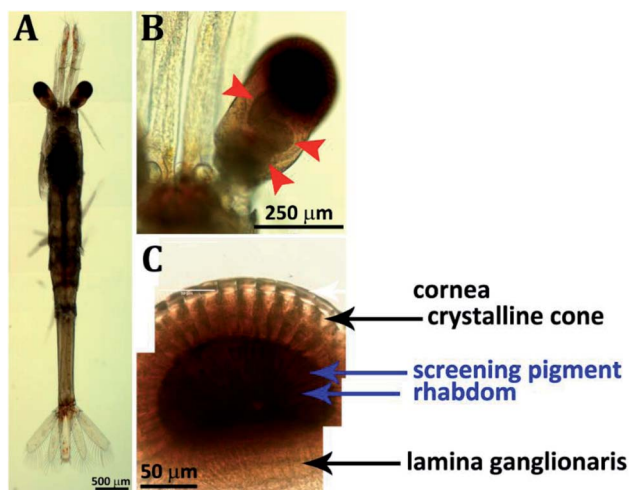 A
B
250 µm
C
cornea
crystalline cone
screening pigment
rhabdom
lamina ganglionaris
500 µm
50 µm